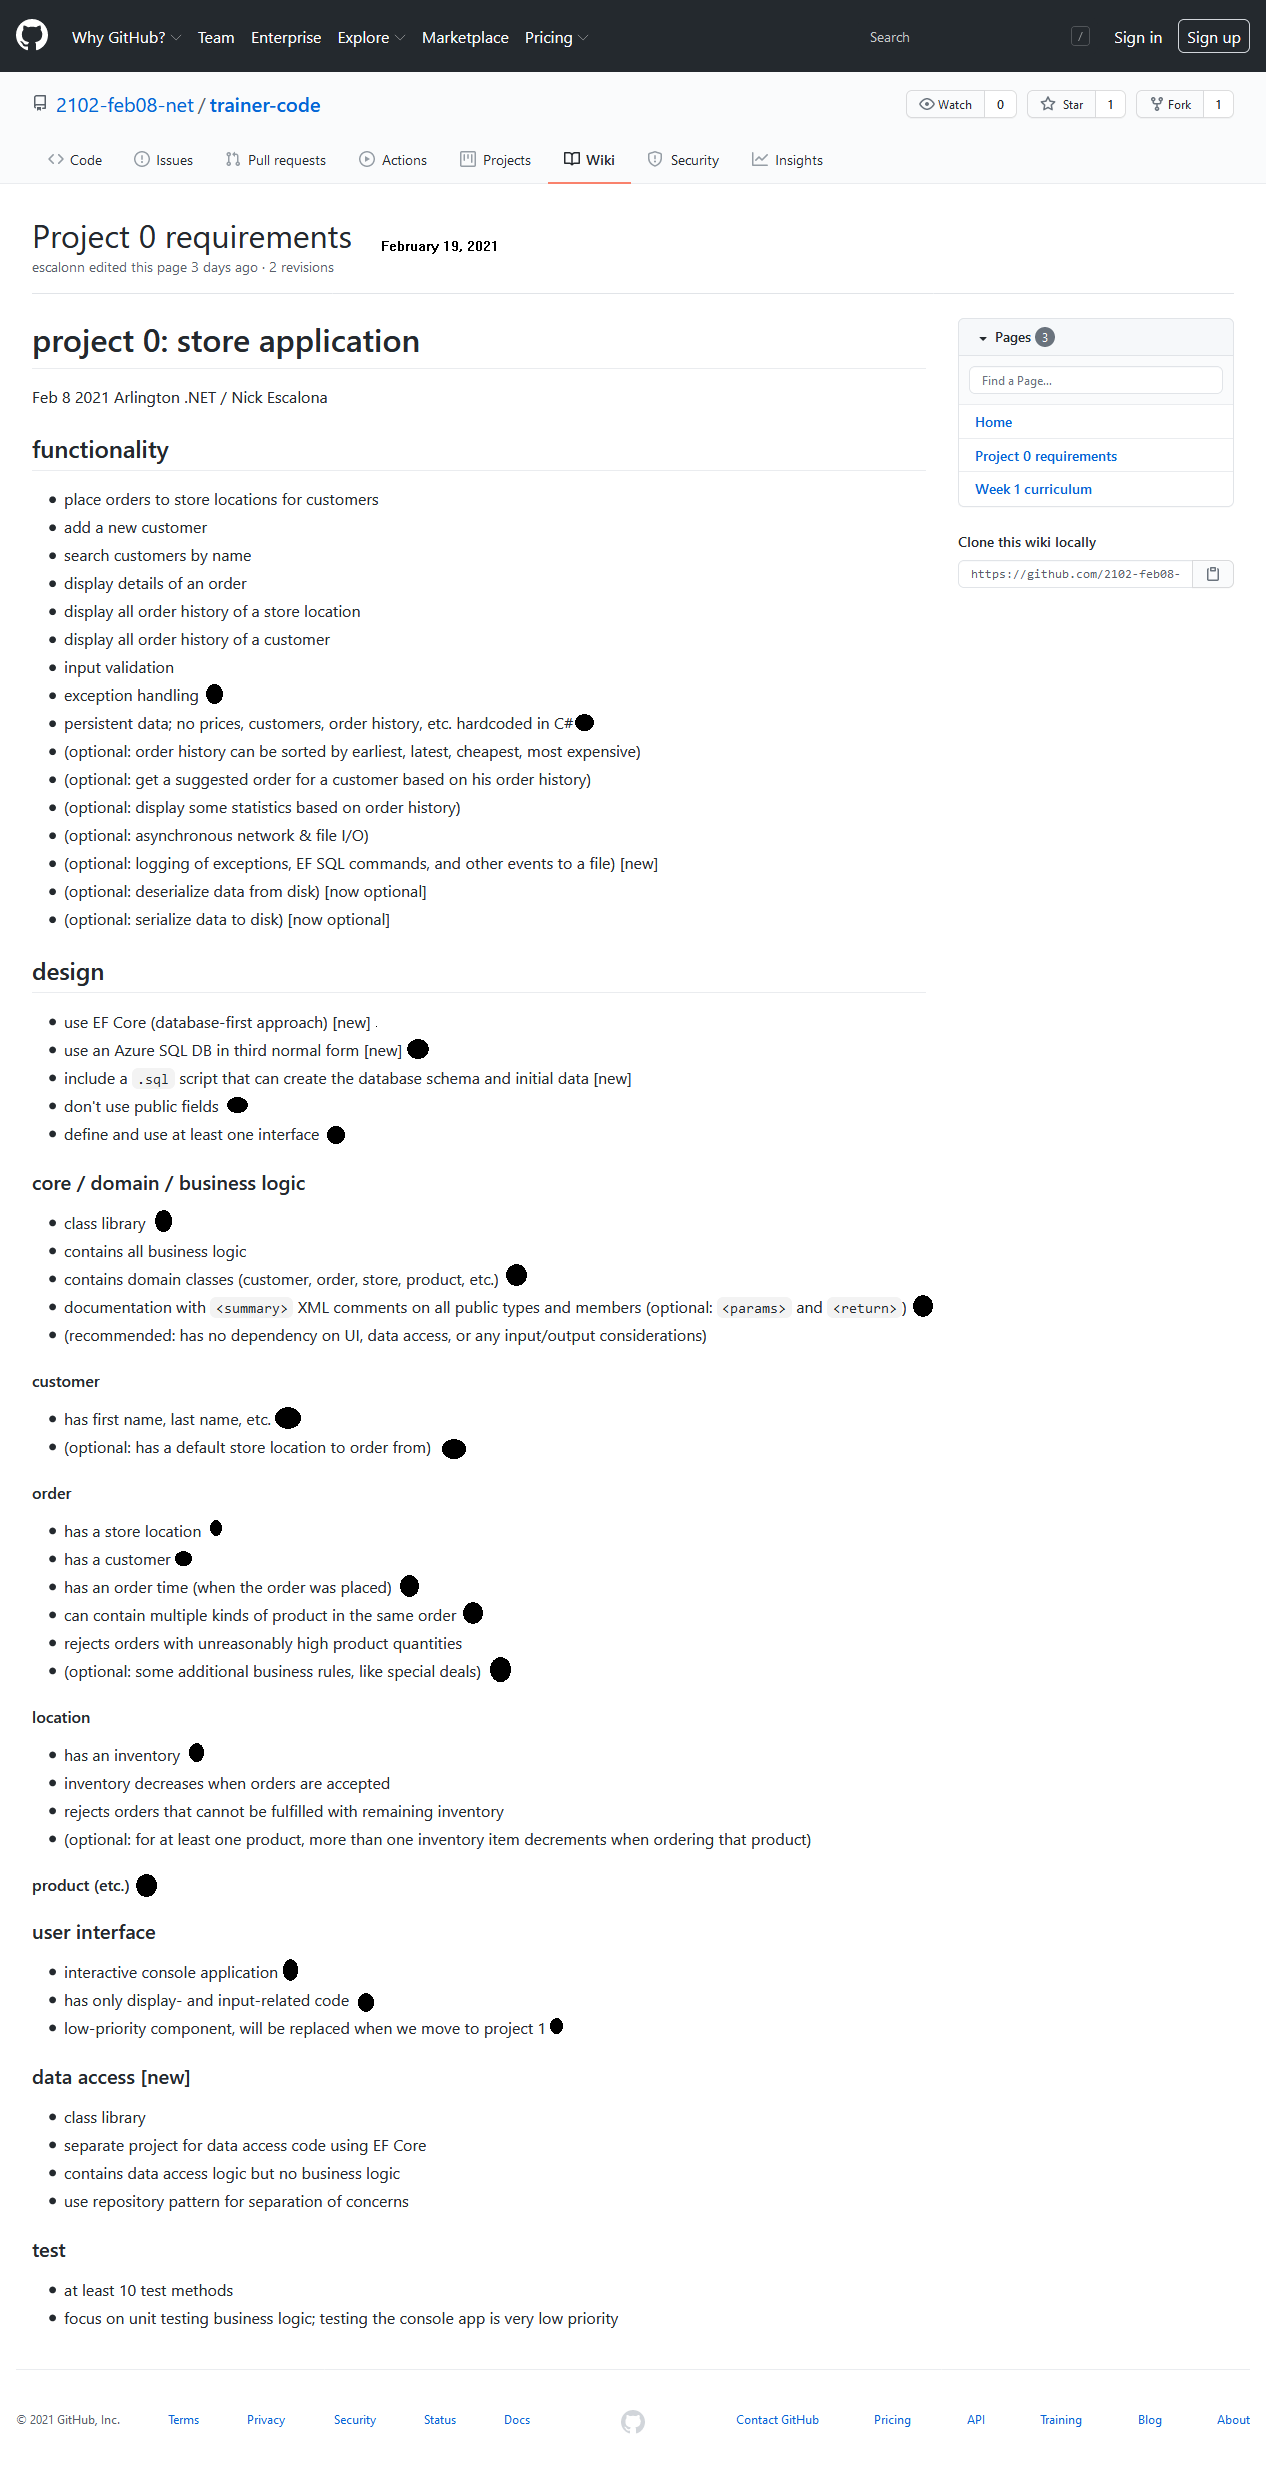 Why GitHub? Team Enterprise Explore Marketplace Pricing Search / Sign in Sign up
2102-feb08-net / trainer-code Watch 0 Star 1 Fork 1
Code Issues Pull requests Actions Projects Wiki Security Insights
Project 0 requirements February 19, 2021
escalonn edited this page 3 days ago · 2 revisions
project 0: store application
Feb 8 2021 Arlington .NET / Nick Escalona
functionality
• place orders to store locations for customers
• add a new customer
• search customers by name
• display details of an order
• display all order history of a store location
• display all order history of a customer
• input validation
• exception handling
• persistent data; no prices, customers, order history, etc. hardcoded in C#
• (optional: order history can be sorted by earliest, latest, cheapest, most expensive)
• (optional: get a suggested order for a customer based on his order history)
• (optional: display some statistics based on order history)
• (optional: asynchronous network & file I/O)
• (optional: logging of exceptions, EF SQL commands, and other events to a file) [new]
• (optional: deserialize data from disk) [now optional]
• (optional: serialize data to disk) [now optional]
design
• use EF Core (database-first approach) [new] .
• use an Azure SQL DB in third normal form [new]
• include a .sql script that can create the database schema and initial data [new]
• don't use public fields
• define and use at least one interface
core / domain / business logic
• class library
• contains all business logic
• contains domain classes (customer, order, store, product, etc.)
• documentation with <summary> XML comments on all public types and members (optional: <params> and <return>)
• (recommended: has no dependency on UI, data access, or any input/output considerations)
customer
• has first name, last name, etc.
• (optional: has a default store location to order from)
order
• has a store location
• has a customer
• has an order time (when the order was placed)
• can contain multiple kinds of product in the same order
• rejects orders with unreasonably high product quantities
• (optional: some additional business rules, like special deals)
location
• has an inventory
• inventory decreases when orders are accepted
• rejects orders that cannot be fulfilled with remaining inventory
• (optional: for at least one product, more than one inventory item decrements when ordering that product)
product (etc.)
user interface
• interactive console application
• has only display- and input-related code
• low-priority component, will be replaced when we move to project 1
data access [new]
• class library
• separate project for data access code using EF Core
• contains data access logic but no business logic
• use repository pattern for separation of concerns
test
• at least 10 test methods
• focus on unit testing business logic; testing the console app is very low priority
Pages 3
Find a Page...
Home
Project 0 requirements
Week 1 curriculum
Clone this wiki locally
https://github.com/2102-feb08-
© 2021 GitHub, Inc. Terms Privacy Security Status Docs Contact GitHub Pricing API Training Blog About